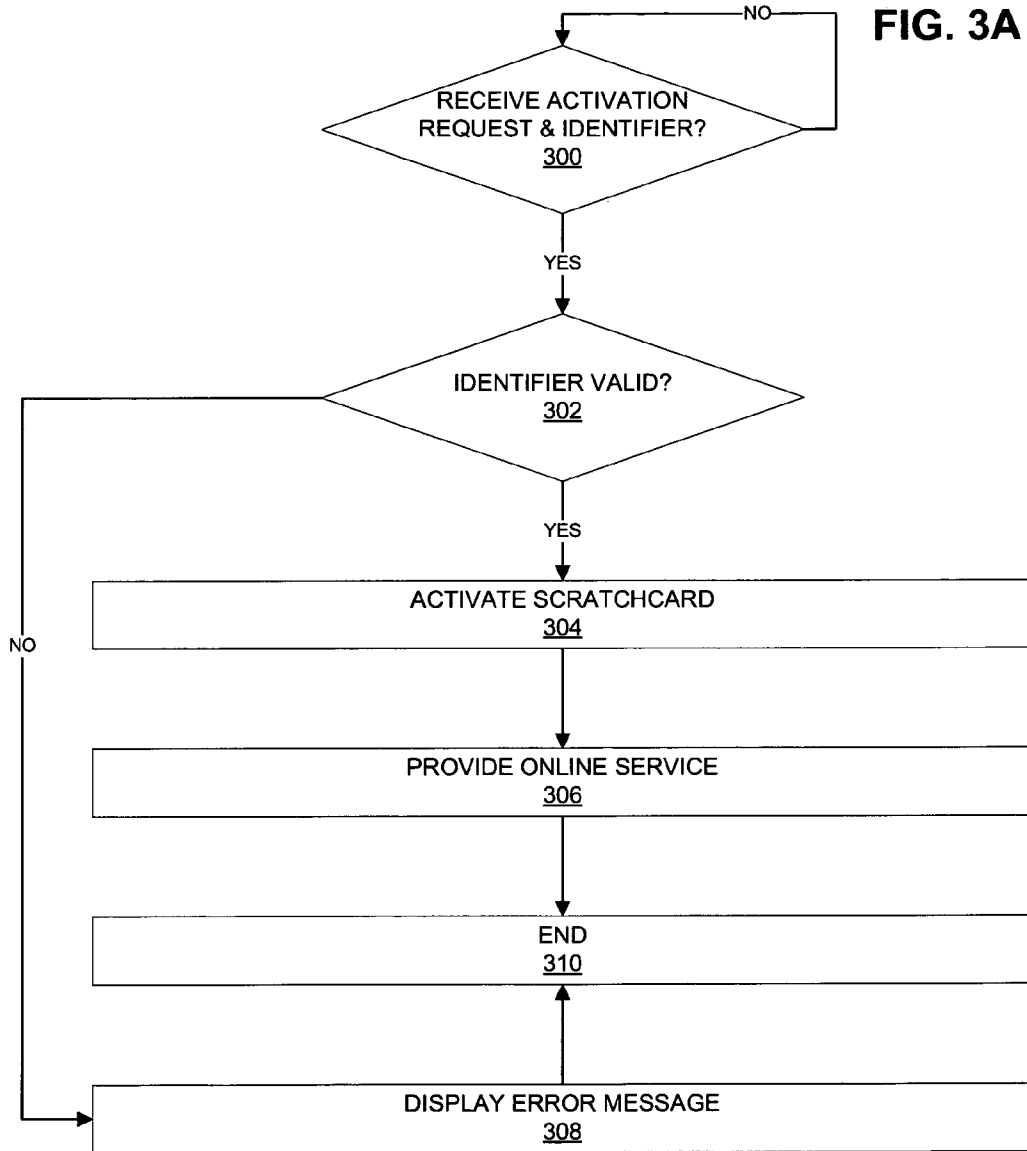 NO
FIG. 3A
RECEIVE ACTIVATION
REQUEST & IDENTIFIER?
300
YES
IDENTIFIER VALID?
302
YES
ACTIVATE SCRATCHCARD
304
NO
PROVIDE ONLINE SERVICE
306
END
310
DISPLAY ERROR MESSAGE
308